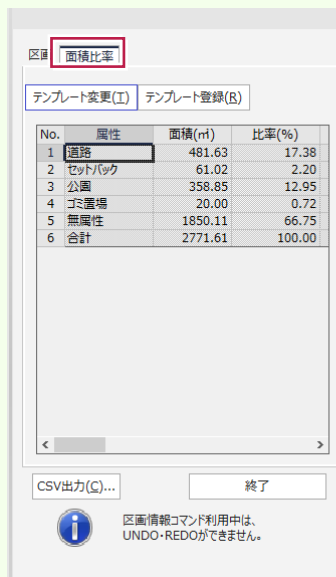 区画 面積比率
テンプレート変更(T) テンプレート登録(R)
No. 属性 面積(㎡) 比率(%)
1 道路 481.63 17.38
2 セットバック 61.02 2.20
3 公園 358.85 12.95
4 ゴミ置場 20.00 0.72
5 無属性 1850.11 66.75
6 合計 2771.61 100.00
CSV出力(C)... 終了
区画情報コマンド利用中は、
UNDO・REDOができません。